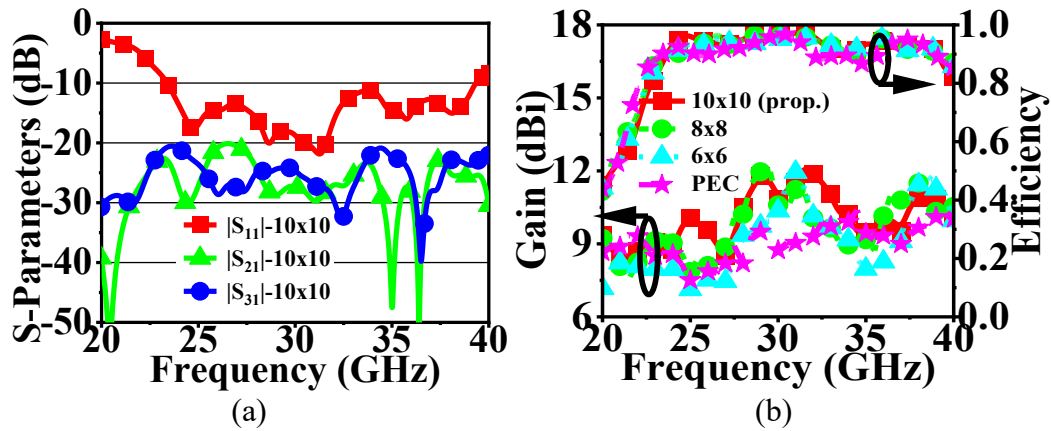 S-Parameters (dB)
0
-10
-20
-30
-40
-50
|S11|-10x10
|S21|-10x10
|S31|-10x10
20 25 30 35 40
Frequency (GHz)
(a)
Gain (dBi)
18
15
12
9
6
10x10 (prop.)
8x8
6x6
PEC
1.0
0.8
0.6
0.4
0.2
0.0
Efficiency
20 25 30 35 40
Frequency (GHz)
(b)